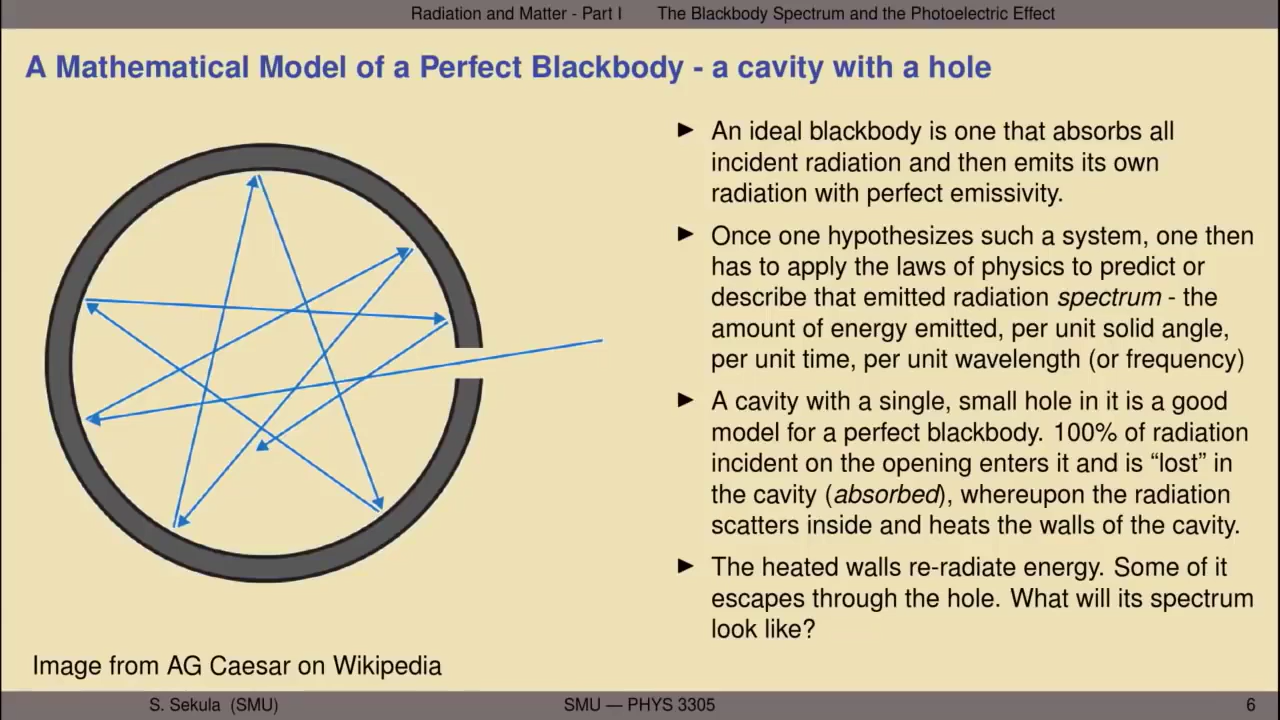 Radiation and Matter - Part I The Blackbody Spectrum and the Photoelectric Effect
A Mathematical Model of a Perfect Blackbody - a cavity with a hole
► An ideal blackbody is one that absorbs all
incident radiation and then emits its own
radiation with perfect emissivity.
► Once one hypothesizes such a system, one then
has to apply the laws of physics to predict or
describe that emitted radiation spectrum - the
amount of energy emitted, per unit solid angle,
per unit time, per unit wavelength (or frequency)
► A cavity with a single, small hole in it is a good
model for a perfect blackbody. 100% of radiation
incident on the opening enters it and is “lost” in
the cavity (absorbed), whereupon the radiation
scatters inside and heats the walls of the cavity.
► The heated walls re-radiate energy. Some of it
escapes through the hole. What will its spectrum
look like?
Image from AG Caesar on Wikipedia
S. Sekula (SMU) SMU — PHYS 3305 6